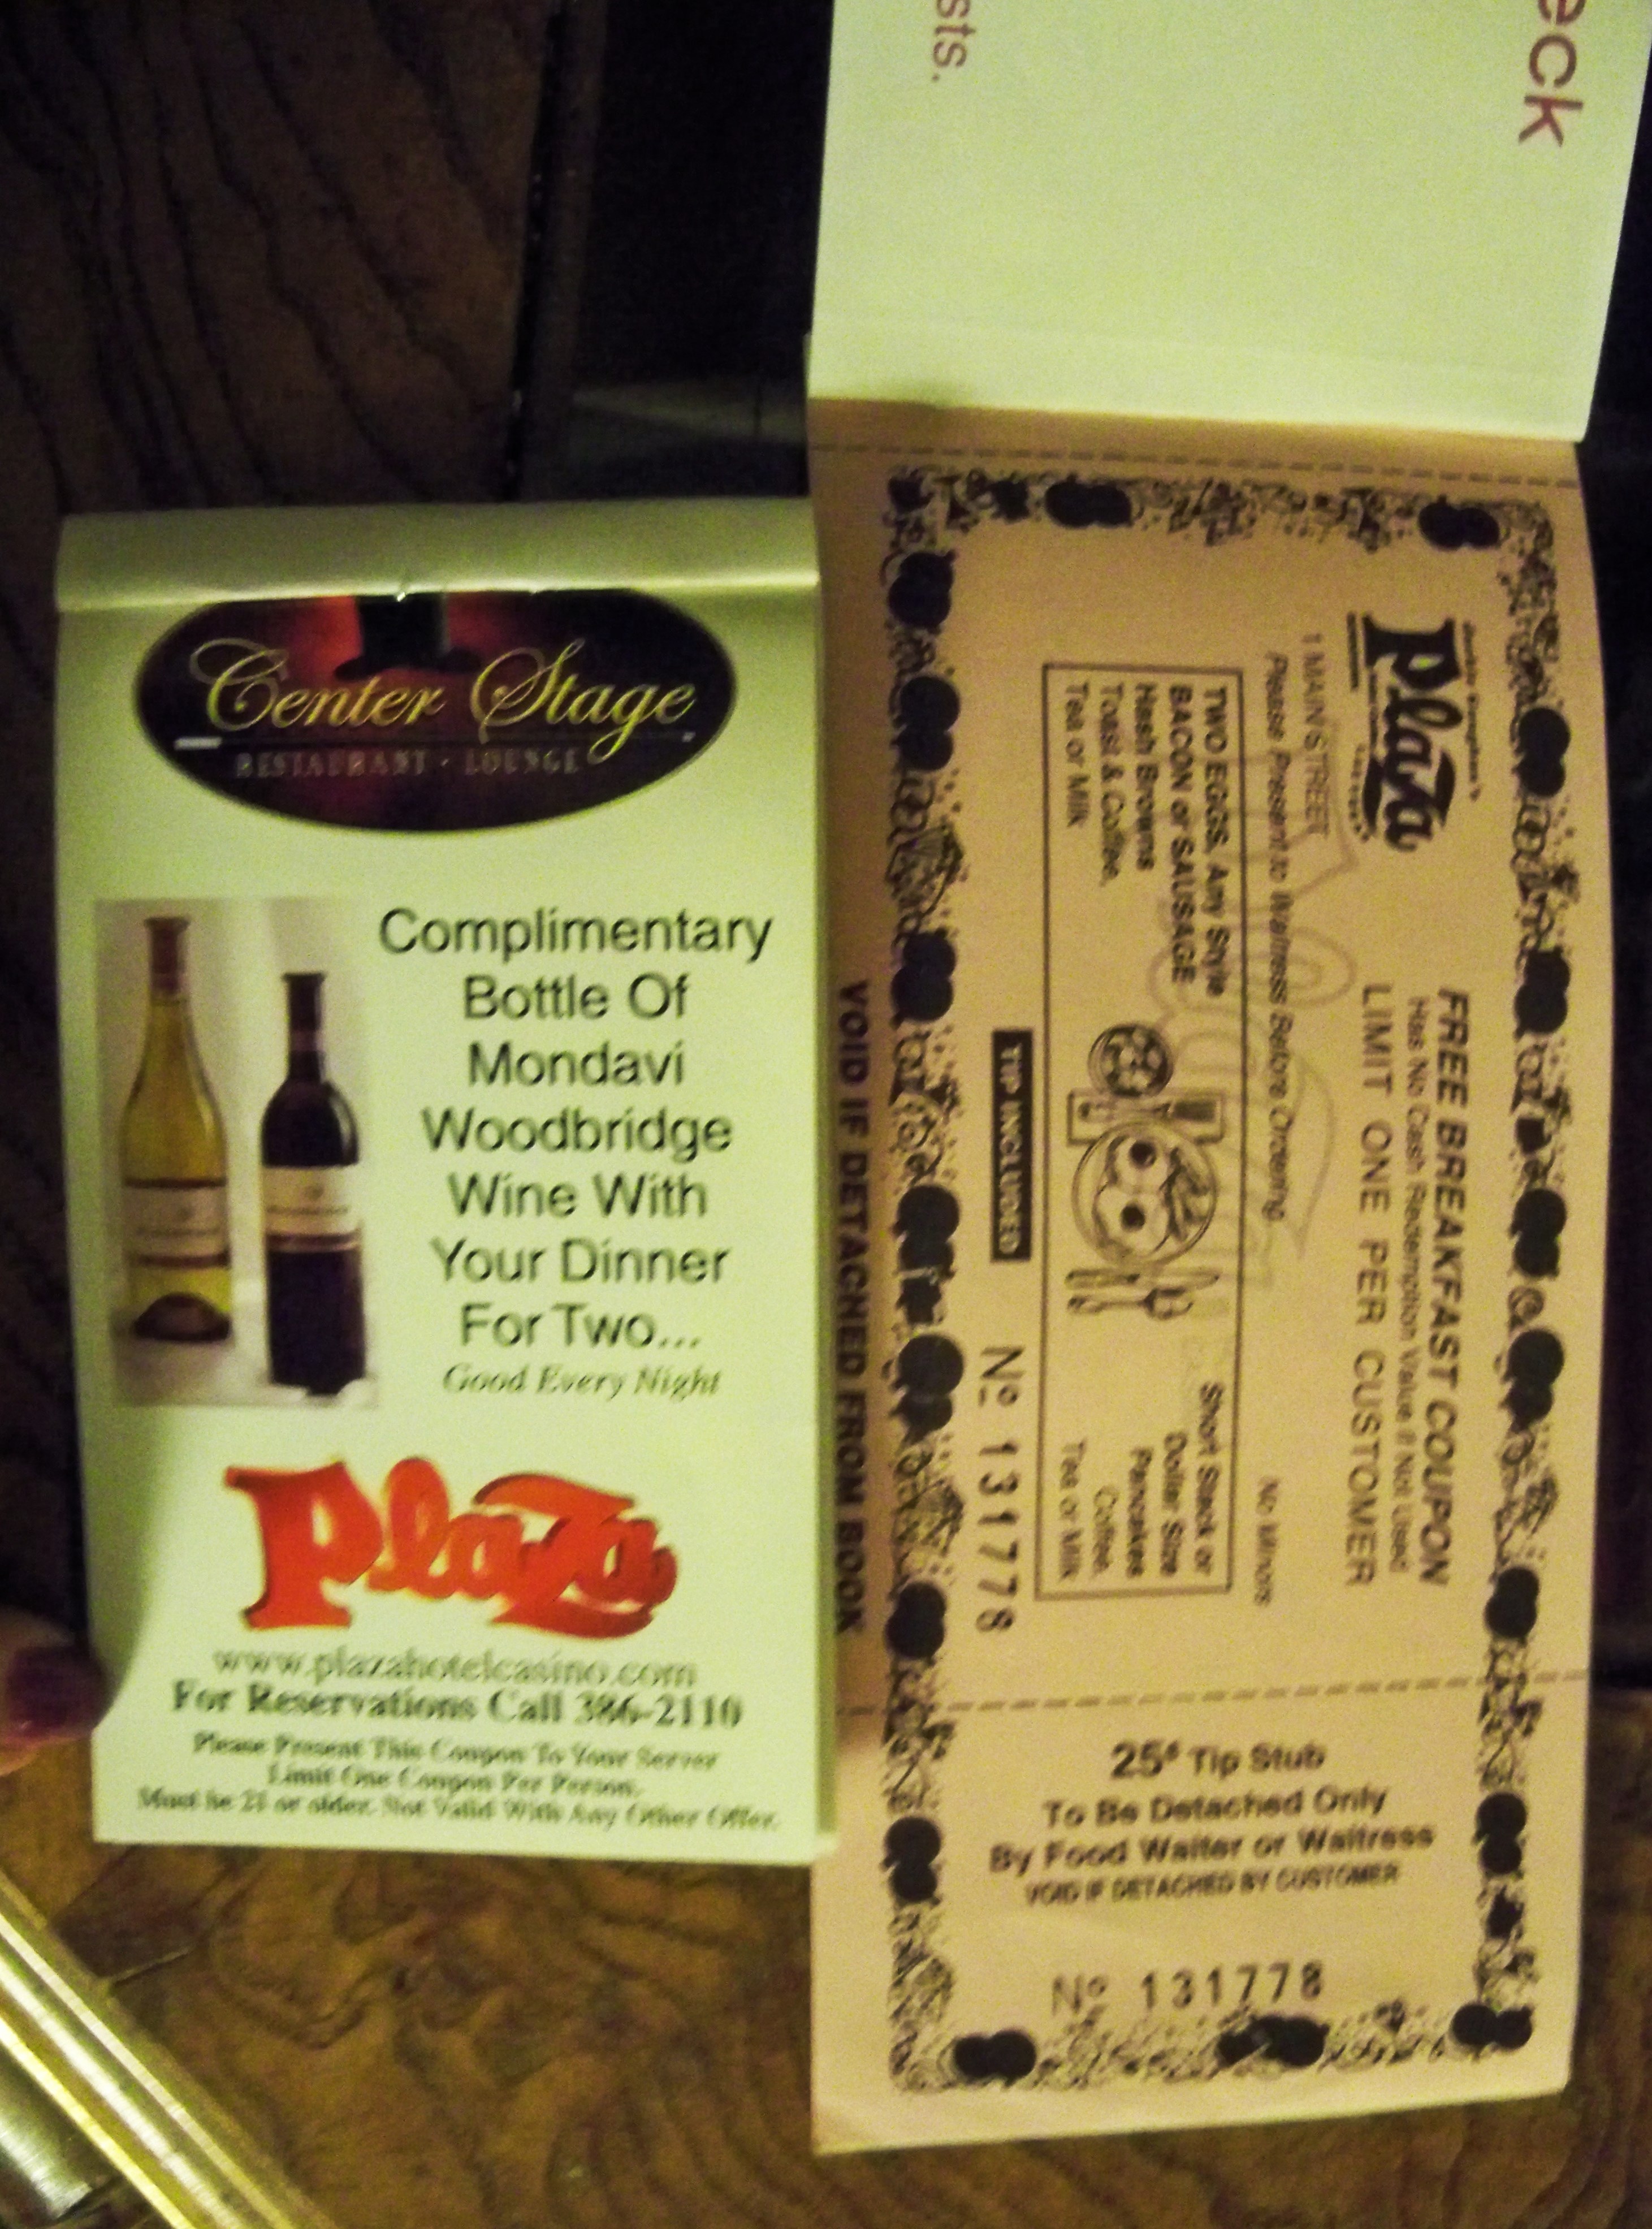 sts.
eck
Center Stage
RESTAURANT · LOUNGE
Complimentary
Bottle Of
Mondavi
Woodbridge
Wine With
Your Dinner
For Two...
Good Every Night
Plaza
www.plazahotelcasino.com
For Reservations Call 386-2110
Please Present This Coupon To Your Server
Limit One Coupon Per Person.
Must be 21 or older. Not Valid With Any Other Offer.
Plaza
1 MAIN STREET
FREE BREAKFAST COUPON
Has No Cash Redemption Value if Not Used
LIMIT ONE PER CUSTOMER
Please Present to Waitress Before Ordering
No Minors
TWO EGGS, Any Style
BACON or SAUSAGE
Hash Browns
Toast & Coffee,
Tea or Milk
Short Stack or
Dollar Size
Pancakes
Coffee,
Tea or Milk
TIP INCLUDED
Nº 131778
VOID IF DETACHED FROM BOOK
25¢ Tip Stub
To Be Detached Only
By Food Waiter or Waitress
VOID IF DETACHED BY CUSTOMER
Nº 131778